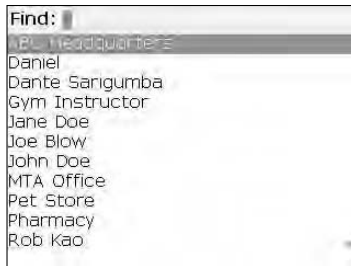 Find:
ABC Headquarters
Daniel
Dante Sarigumba
Gym Instructor
Jane Doe
Joe Blow
John Doe
MTA Office
Pet Store
Pharmacy
Rob Kao